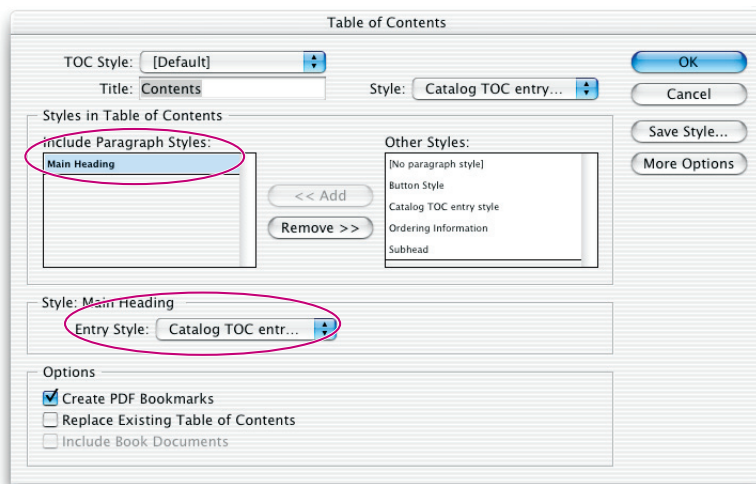 Table of Contents
TOC Style: [Default]
OK
Title: Contents
Style: Catalog TOC entry...
Cancel
Styles in Table of Contents
Save Style...
Include Paragraph Styles:
Other Styles:
More Options
Main Heading
[No paragraph style]
Button Style
<< Add
Catalog TOC entry style
Remove >>
Ordering Information
Subhead
Style: Main Heading
Entry Style: Catalog TOC entr...
Options
Create PDF Bookmarks
Replace Existing Table of Contents
Include Book Documents